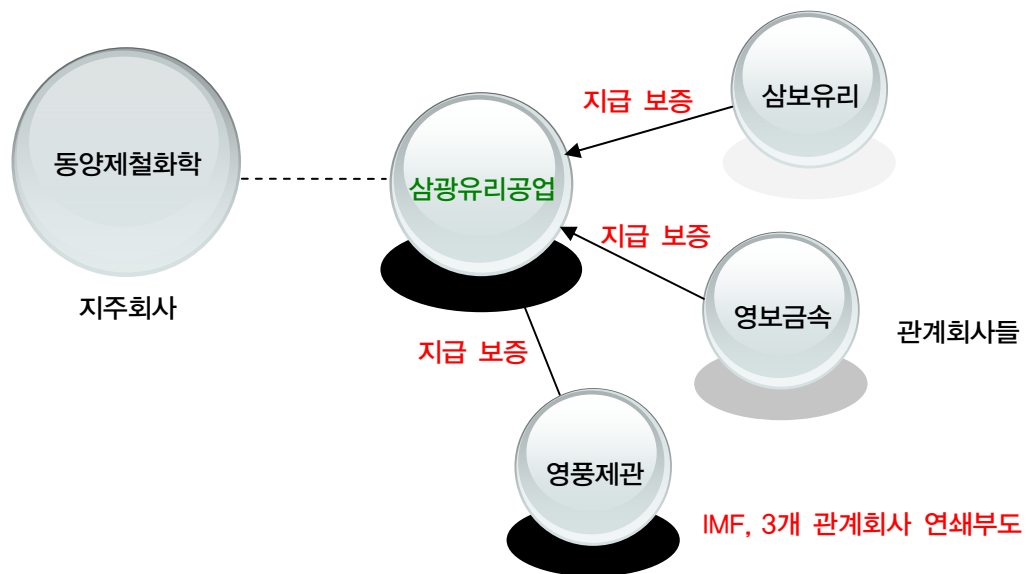 삼보유리
지급 보증
동양제철화학
삼광유리공업
지급 보증
지주회사
영보금속
관계회사들
지급 보증
영풍제관
IMF, 3개 관계회사 연쇄부도